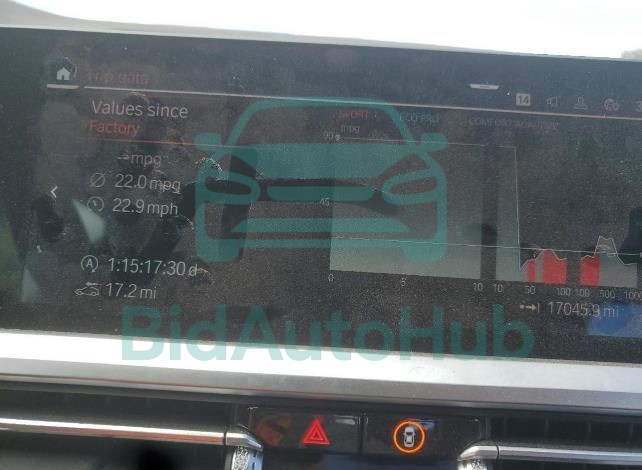 Trip data
14
Values since
Factory
SPORT
ECO PRO
COMFORT/ADAPTIVE
mpg
90
- mpg
22.0 mpg
22.9 mph
45
1:15:17:30 d
17.2 mi
0
5
10
10
50
100
100
500
1000
17045.9 mi
BidAutoHub